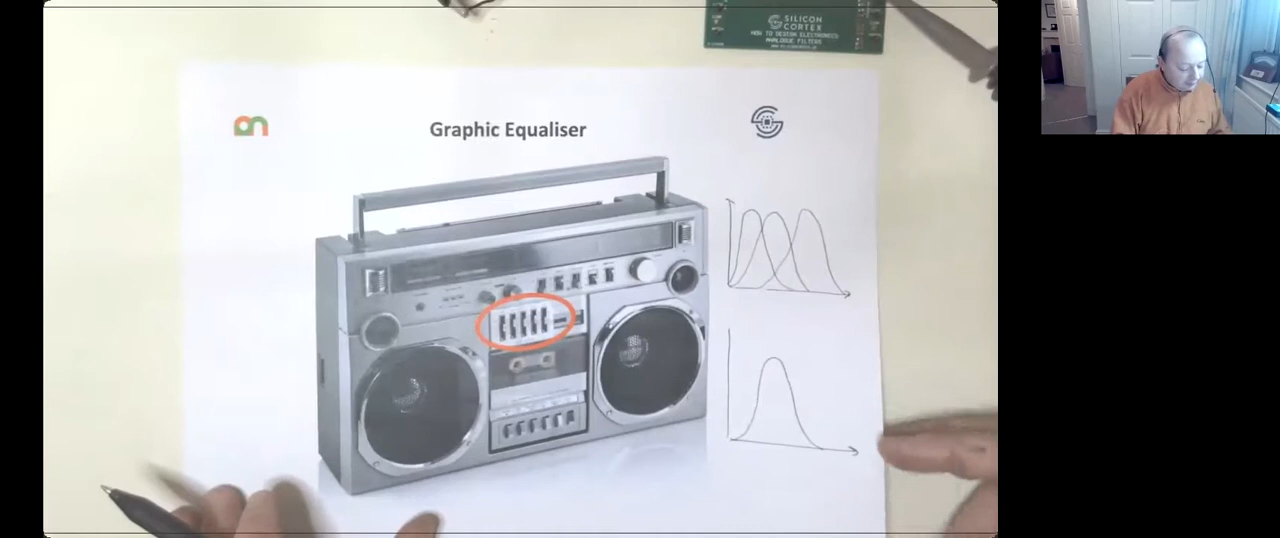 SILICON
CORTEX
HOW TO DESIGN ELECTRONICS:
ANALOGUE FILTERS
Graphic Equaliser